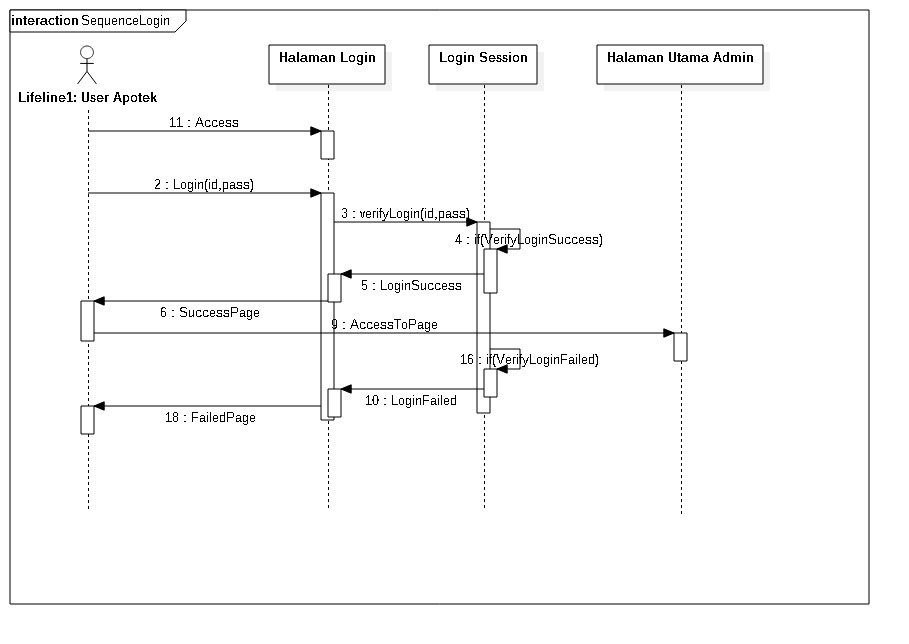 interaction SequenceLogin
Halaman Login
Login Session
Halaman Utama Admin
Lifeline1: User Apotek
11 : Access
2 : Login(id,pass)
3 : verifyLogin(id,pass)
4 : if(VerifyLoginSuccess)
5 : LoginSuccess
6 : SuccessPage
9 : AccessToPage
16 : if(VerifyLoginFailed)
10 : LoginFailed
18 : FailedPage